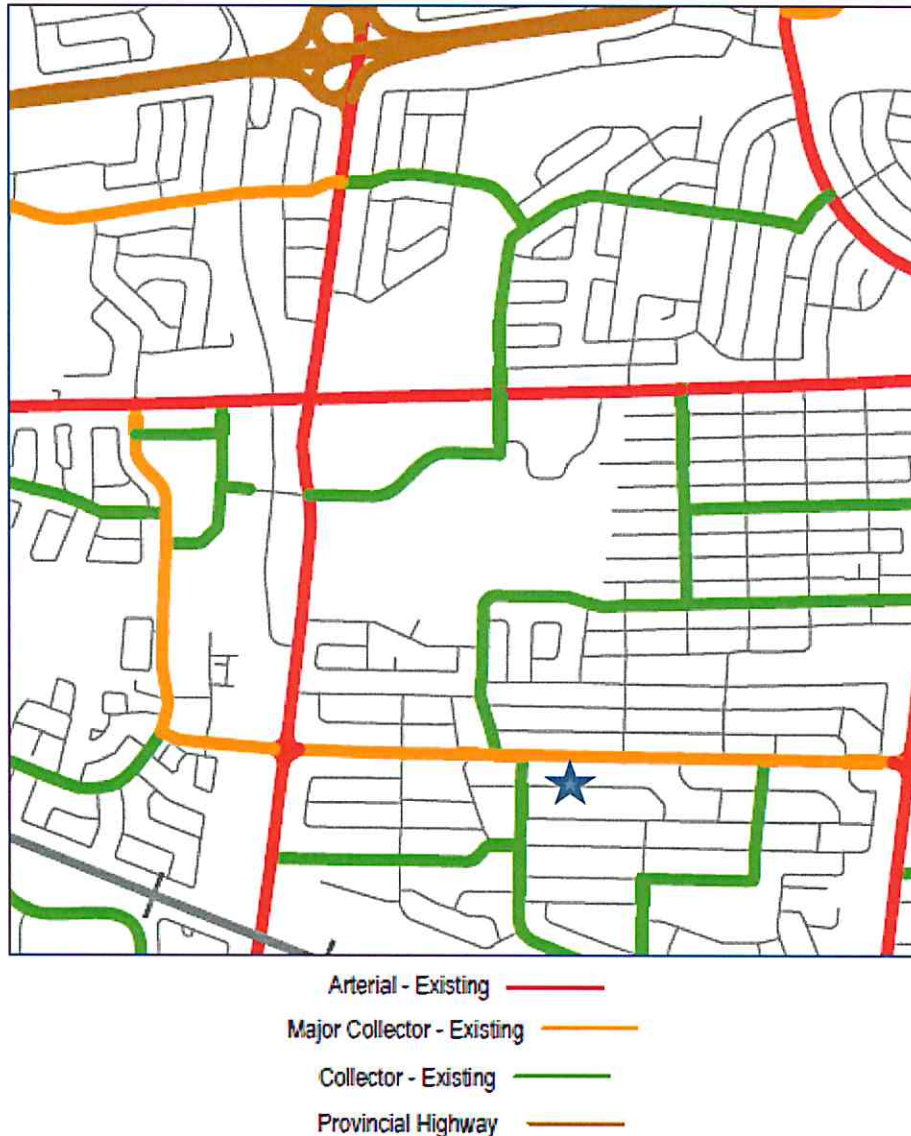 Arterial - Existing
Major Collector - Existing
Collector - Existing
Provincial Highway